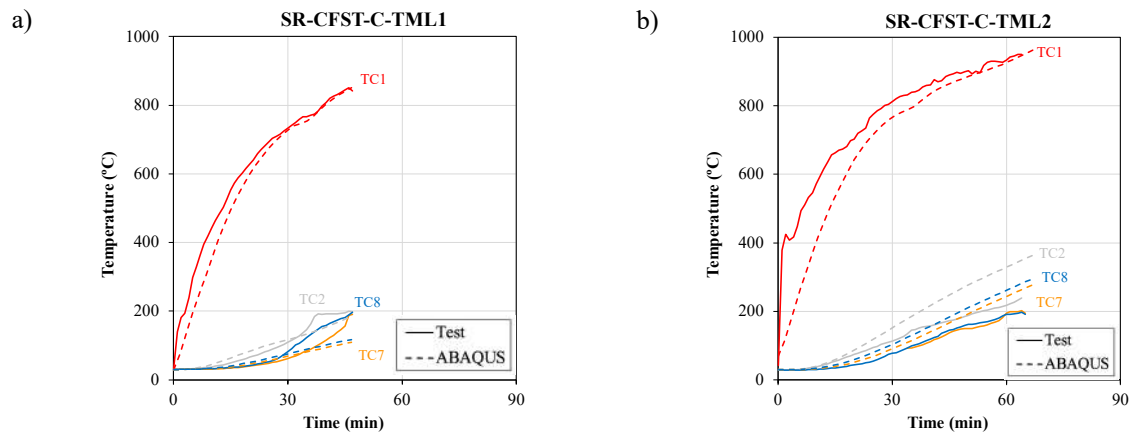 a)
SR-CFST-C-TML1
1000
800
600
400
200
0
Temperature (ºC)
TC1
TC2
TC8
TC7
Test
ABAQUS
0
30
60
90
Time (min)
b)
SR-CFST-C-TML2
1000
800
600
400
200
0
Temperature (ºC)
TC1
TC2
TC8
TC7
Test
ABAQUS
0
30
60
90
Time (min)